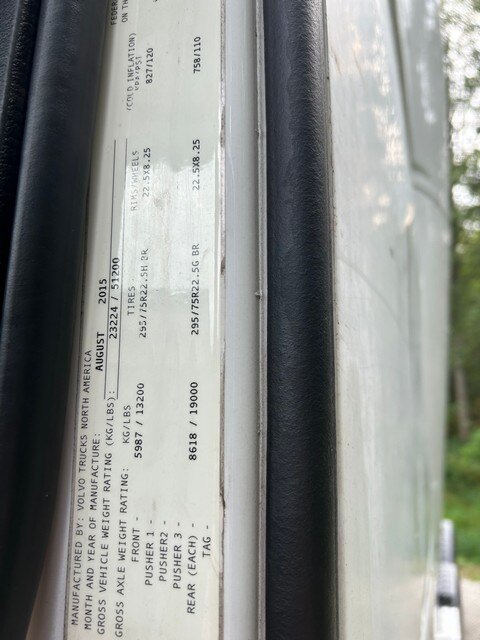 MANUFACTURED BY: VOLVO TRUCKS NORTH AMERICA
MONTH AND YEAR OF MANUFACTURE: AUGUST 2015
GROSS VEHICLE WEIGHT RATING (KG/LBS): 23224 / 51200
GROSS AXLE WEIGHT RATING: KG/LBS TIRES RIMS/WHEELS (COLD INFLATION)
FRONT - 5987 / 13200 295/75R22.5H BR 22.5X8.25 827/120
PUSHER 1 -
PUSHER2 -
PUSHER 3 -
REAR (EACH) - 8618 / 19000 295/75R22.5G BR 22.5X8.25 758/110
TAG -
ON TH